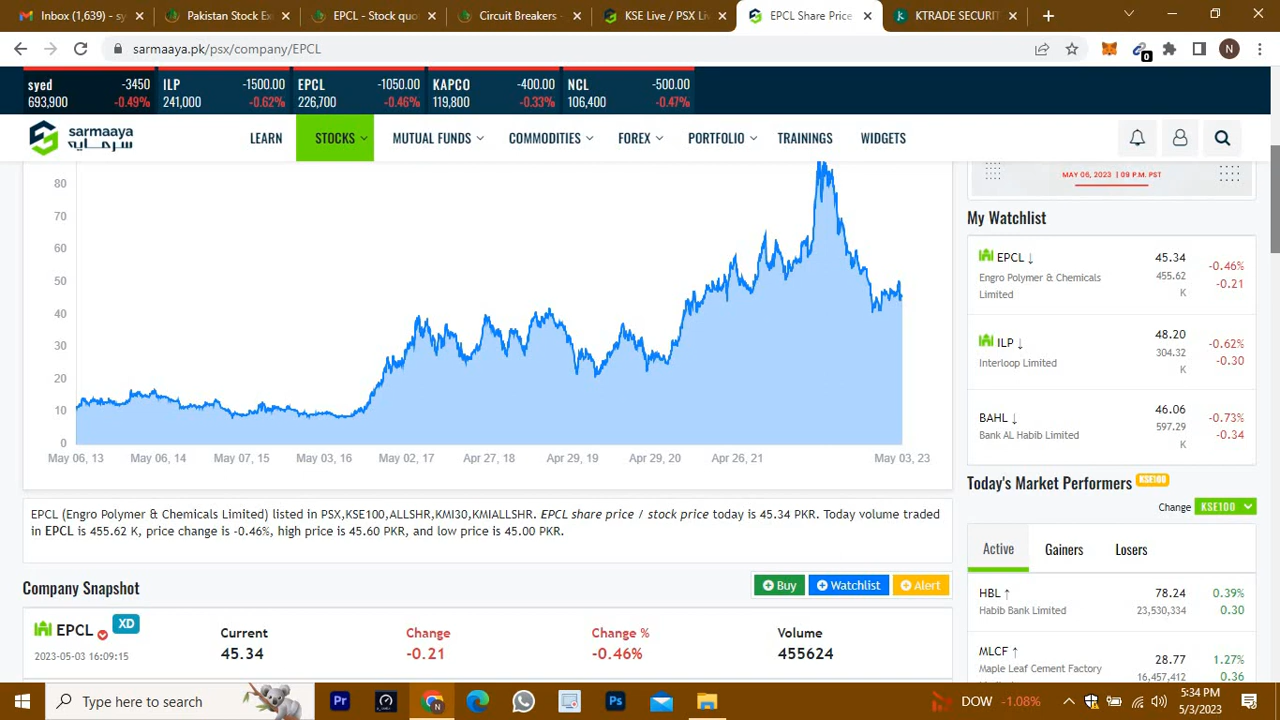 Inbox (1,639) - sy
Pakistan Stock Ex
EPCL - Stock quo
Circuit Breakers -
KSE Live / PSX Li
EPCL Share Price
KTRADE SECURIT
sarmaaya.pk/psx/company/EPCL
0
N
syed -3450
693,900 -0.49%
ILP -1500.00
241,000 -0.62%
EPCL -1050.00
226,700 -0.46%
KAPCO -400.00
119,800 -0.33%
NCL -500.00
106,400 -0.47%
sarmaaya
سرمایہ
LEARN STOCKS MUTUAL FUNDS COMMODITIES FOREX PORTFOLIO TRAININGS WIDGETS
80
70
60
50
40
30
20
10
0
May 06, 13 May 06, 14 May 07, 15 May 03, 16 May 02, 17 Apr 27, 18 Apr 29, 19 Apr 29, 20 Apr 26, 21 May 03, 23
MAY 06, 2023 | 09 P.M. PST
My Watchlist
EPCL ↓ 45.34 -0.46%
Engro Polymer & Chemicals Limited 455.62 K -0.21
ILP ↓ 48.20 -0.62%
Interloop Limited 304.32 K -0.30
BAHL ↓ 46.06 -0.73%
Bank AL Habib Limited 597.29 K -0.34
Today's Market Performers KSE100
Change KSE100
Active Gainers Losers
HBL ↑ 78.24 0.39%
Habib Bank Limited 23,530,334 0.30
MLCF ↑ 28.77 1.27%
Maple Leaf Cement Factory 16,457,412 0.36
EPCL (Engro Polymer & Chemicals Limited) listed in PSX,KSE100,ALLSHR,KMI30,KMIALLSHR. EPCL share price / stock price today is 45.34 PKR. Today volume traded
in EPCL is 455.62 K, price change is -0.46%, high price is 45.60 PKR, and low price is 45.00 PKR.
Company Snapshot
Buy Watchlist Alert
EPCL XD
2023-05-03 16:09:15
Current Change Change % Volume
45.34 -0.21 -0.46% 455624
Type here to search
Pr
Ps
DOW -1.08%
5:34 PM
5/3/2023